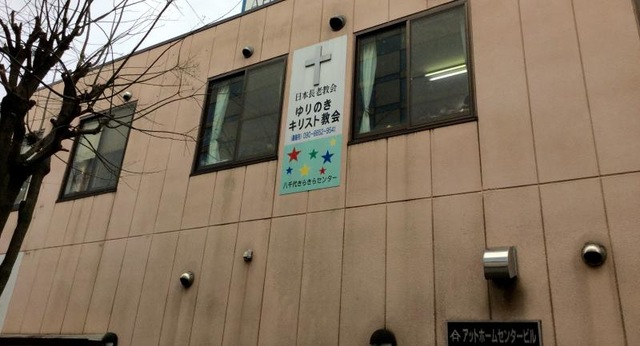 日本長老教会
ゆりのき
キリスト教会
八千代きらきらセンター
アットホームセンタービル